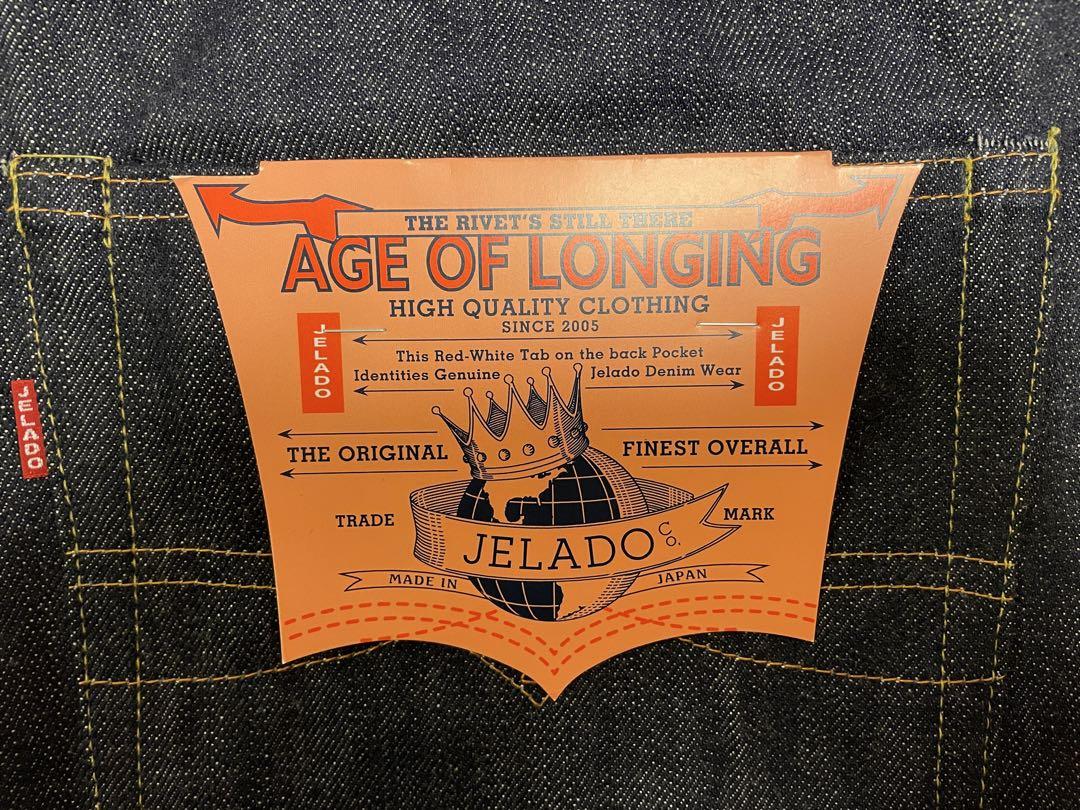 THE RIVET'S STILL THERE
AGE OF LONGING
HIGH QUALITY CLOTHING
SINCE 2005
JELADO
JELADO
This Red-White Tab on the back Pocket
Identities Genuine Jelado Denim Wear
JELADO
THE ORIGINAL
FINEST OVERALL
TRADE
MARK
JELADO Co.
MADE IN
JAPAN